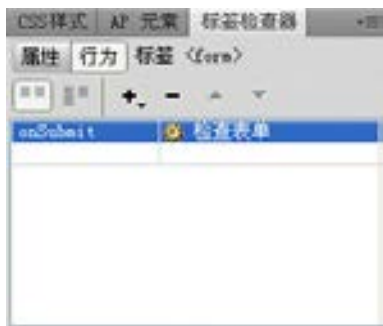 CSS样式 AP 元素 标签检查器
属性 行为 标签 <form>
onSubmit 检查表单